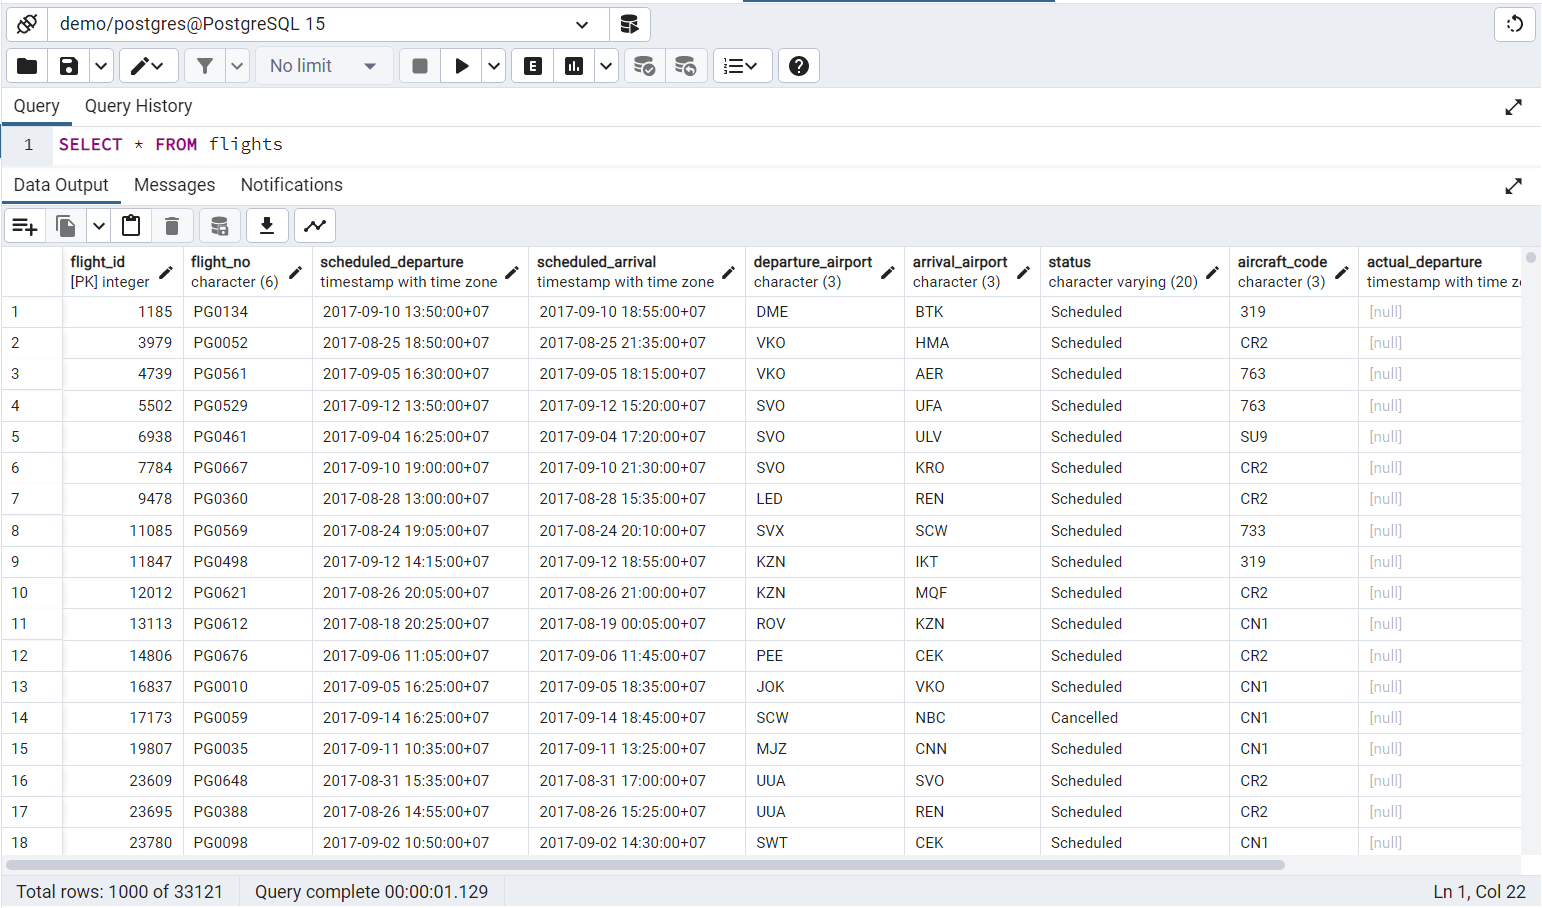 demo/postgres@PostgreSQL 15
No limit
E
Query Query History
1 SELECT * FROM flights
Data Output Messages Notifications
flight_id flight_no scheduled_departure scheduled_arrival departure_airport arrival_airport status aircraft_code actual_departure
[PK] integer character (6) timestamp with time zone timestamp with time zone character (3) character (3) character varying (20) character (3) timestamp with time z
1 1185 PG0134 2017-09-10 13:50:00+07 2017-09-10 18:55:00+07 DME BTK Scheduled 319 [null]
2 3979 PG0052 2017-08-25 18:50:00+07 2017-08-25 21:35:00+07 VKO HMA Scheduled CR2 [null]
3 4739 PG0561 2017-09-05 16:30:00+07 2017-09-05 18:15:00+07 VKO AER Scheduled 763 [null]
4 5502 PG0529 2017-09-12 13:50:00+07 2017-09-12 15:20:00+07 SVO UFA Scheduled 763 [null]
5 6938 PG0461 2017-09-04 16:25:00+07 2017-09-04 17:20:00+07 SVO ULV Scheduled SU9 [null]
6 7784 PG0667 2017-09-10 19:00:00+07 2017-09-10 21:30:00+07 SVO KRO Scheduled CR2 [null]
7 9478 PG0360 2017-08-28 13:00:00+07 2017-08-28 15:35:00+07 LED REN Scheduled CR2 [null]
8 11085 PG0569 2017-08-24 19:05:00+07 2017-08-24 20:10:00+07 SVX SCW Scheduled 733 [null]
9 11847 PG0498 2017-09-12 14:15:00+07 2017-09-12 18:55:00+07 KZN IKT Scheduled 319 [null]
10 12012 PG0621 2017-08-26 20:05:00+07 2017-08-26 21:00:00+07 KZN MQF Scheduled CR2 [null]
11 13113 PG0612 2017-08-18 20:25:00+07 2017-08-19 00:05:00+07 ROV KZN Scheduled CN1 [null]
12 14806 PG0676 2017-09-06 11:05:00+07 2017-09-06 11:45:00+07 PEE CEK Scheduled CR2 [null]
13 16837 PG0010 2017-09-05 16:25:00+07 2017-09-05 18:35:00+07 JOK VKO Scheduled CN1 [null]
14 17173 PG0059 2017-09-14 16:25:00+07 2017-09-14 18:45:00+07 SCW NBC Cancelled CN1 [null]
15 19807 PG0035 2017-09-11 10:35:00+07 2017-09-11 13:25:00+07 MJZ CNN Scheduled CN1 [null]
16 23609 PG0648 2017-08-31 15:35:00+07 2017-08-31 17:00:00+07 UUA SVO Scheduled CR2 [null]
17 23695 PG0388 2017-08-26 14:55:00+07 2017-08-26 15:25:00+07 UUA REN Scheduled CR2 [null]
18 23780 PG0098 2017-09-02 10:50:00+07 2017-09-02 14:30:00+07 SWT CEK Scheduled CN1 [null]
Total rows: 1000 of 33121 Query complete 00:00:01.129 Ln 1, Col 22